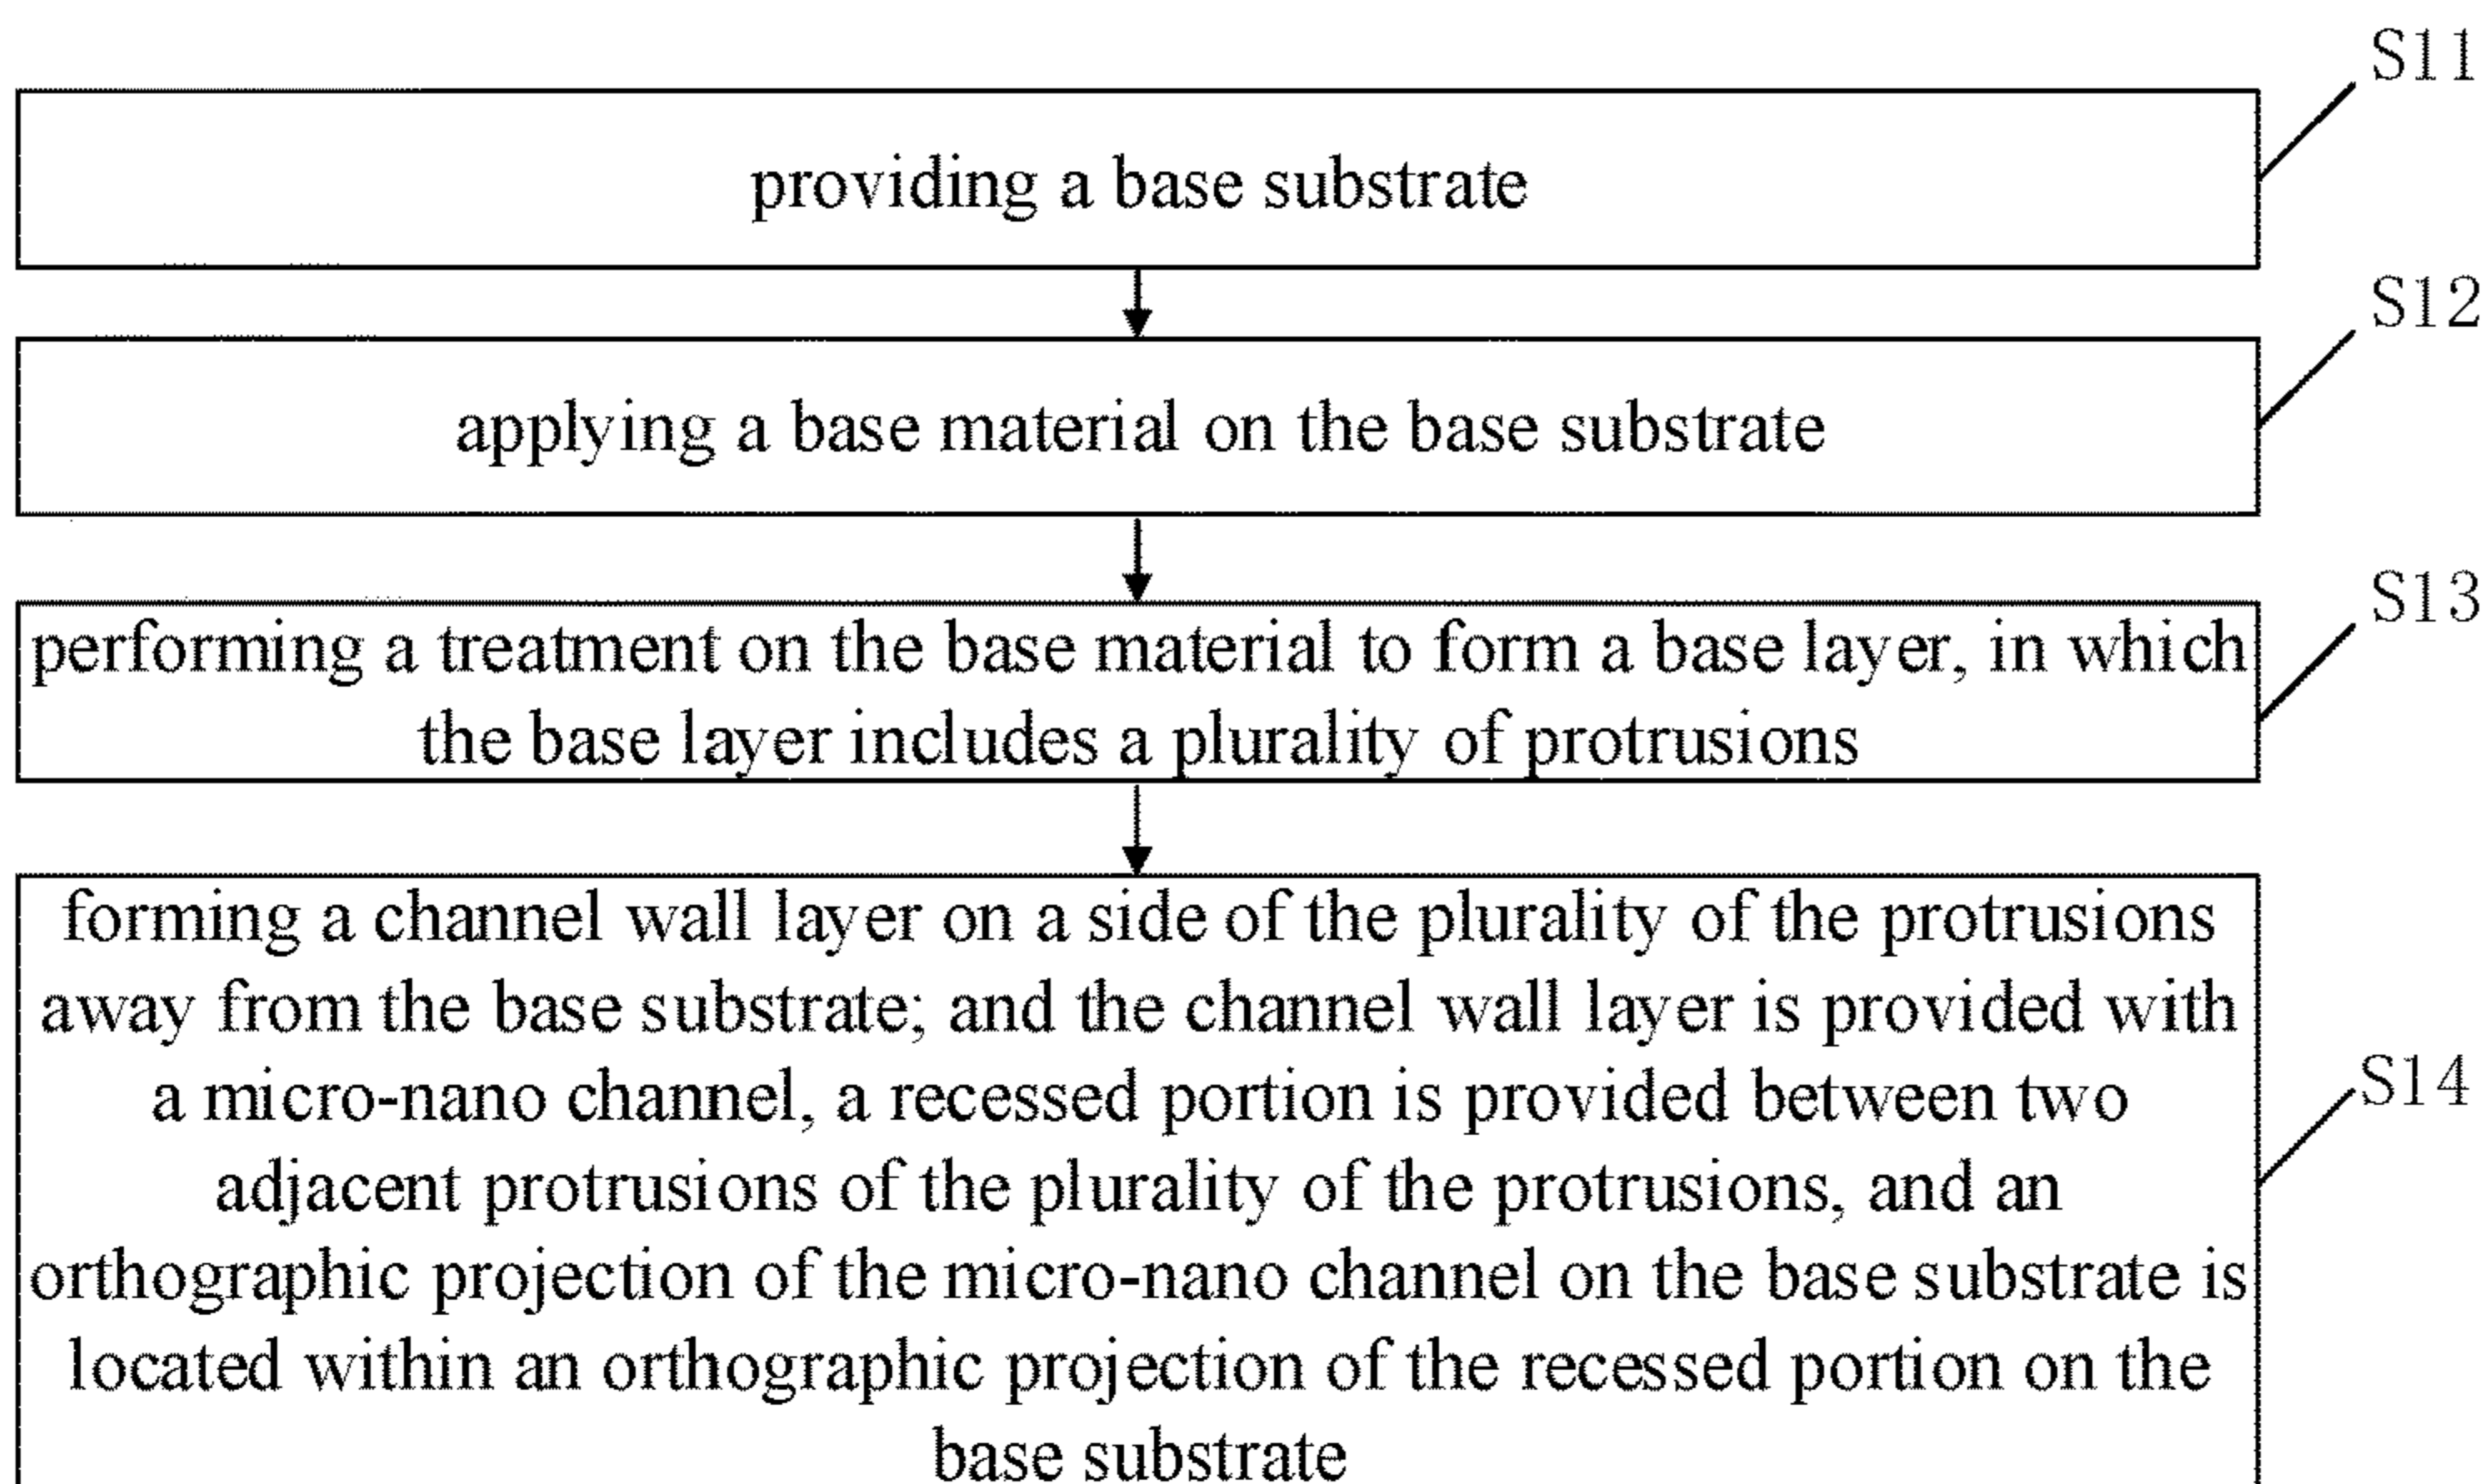 S11
providing a base substrate
S12
applying a base material on the base substrate
S13
performing a treatment on the base material to form a base layer, in which
the base layer includes a plurality of protrusions
forming a channel wall layer on a side of the plurality of the protrusions
away from the base substrate; and the channel wall layer is provided with
a micro-nano channel, a recessed portion is provided between two
S14
adjacent protrusions of the plurality of the protrusions, and an
orthographic projection of the micro-nano channel on the base substrate is
located within an orthographic projection of the recessed portion on the
base substrate